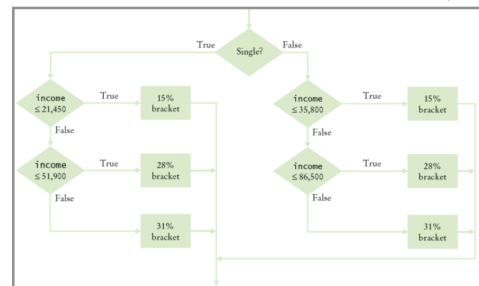 True
Single?
False
income
≤ 21,450
True
15%
bracket
False
income
≤ 51,900
True
28%
bracket
False
31%
bracket
income
≤ 35,800
True
15%
bracket
False
income
≤ 86,500
True
28%
bracket
False
31%
bracket